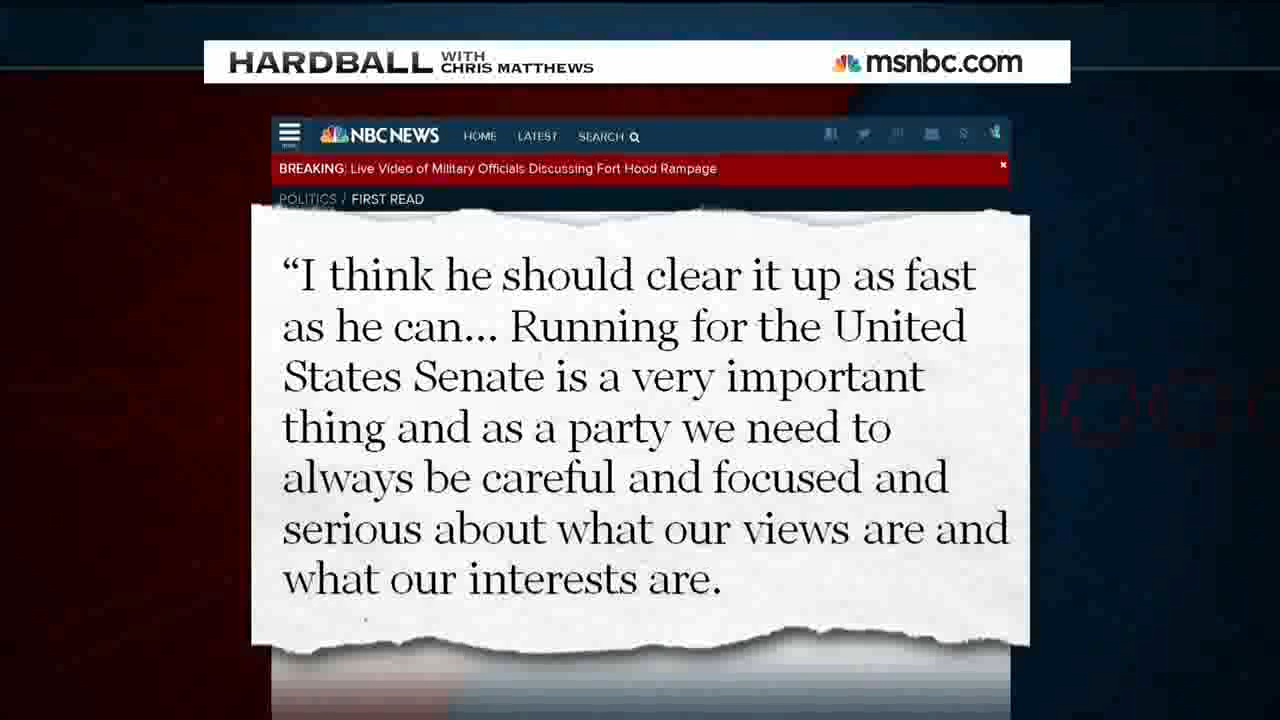 HARDBALL WITH CHRIS MATTHEWS
msnbc.com
NBC NEWS HOME LATEST SEARCH
BREAKING: Live Video of Military Officials Discussing Fort Hood Rampage
POLITICS / FIRST READ
“I think he should clear it up as fast
as he can... Running for the United
States Senate is a very important
thing and as a party we need to
always be careful and focused and
serious about what our views are and
what our interests are.